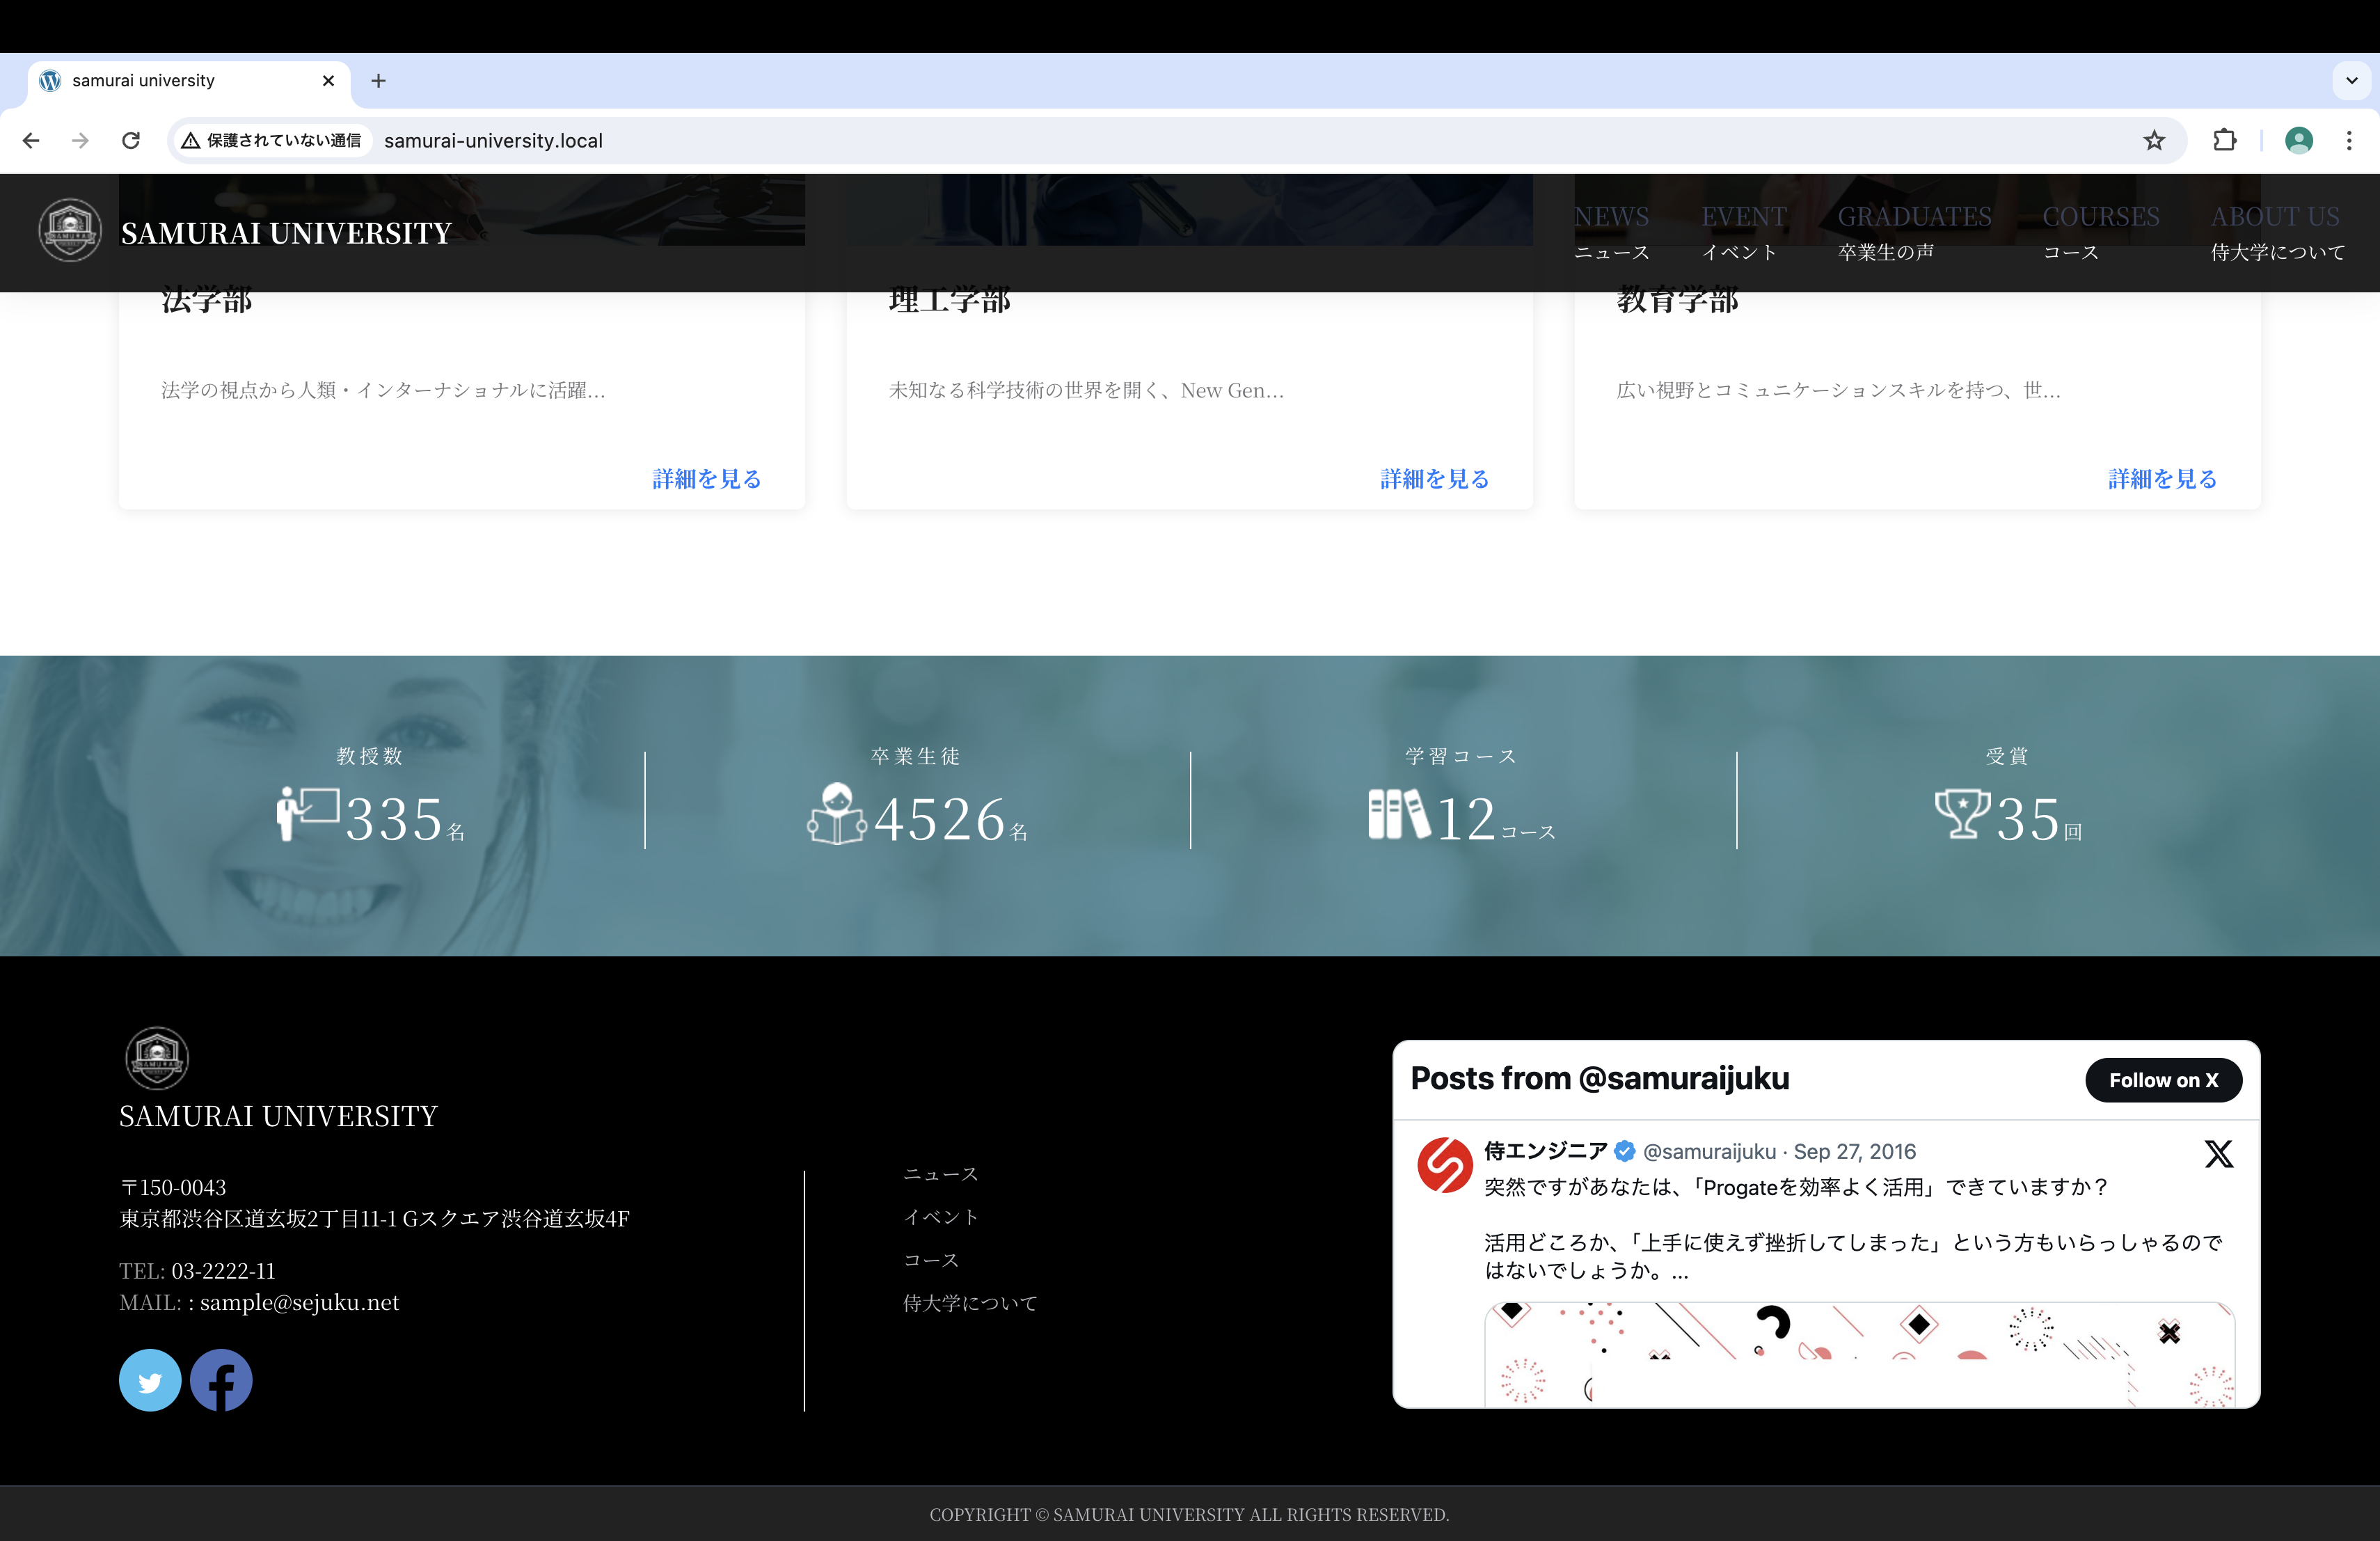 samurai university
保護されていない通信 samurai-university.local
SAMURAI UNIVERSITY
NEWS
ニュース
EVENT
イベント
GRADUATES
卒業生の声
COURSES
コース
ABOUT US
侍大学について
法学部
法学の視点から人類・インターナショナルに活躍...
詳細を見る
理工学部
未知なる科学技術の世界を開く、New Gen...
詳細を見る
教育学部
広い視野とコミュニケーションスキルを持つ、世...
詳細を見る
教授数
335名
卒業生徒
4526名
学習コース
12コース
受賞
35回
SAMURAI UNIVERSITY
〒150-0043
東京都渋谷区道玄坂2丁目11-1 Gスクエア渋谷道玄坂4F
TEL: 03-2222-11
MAIL: : sample@sejuku.net
ニュース
イベント
コース
侍大学について
Posts from @samuraijuku
Follow on X
侍エンジニア @samuraijuku · Sep 27, 2016
突然ですがあなたは、「Progateを効率よく活用」できていますか？
活用どころか、「上手に使えず挫折してしまった」という方もいらっしゃるので
はないでしょうか。...
COPYRIGHT © SAMURAI UNIVERSITY ALL RIGHTS RESERVED.